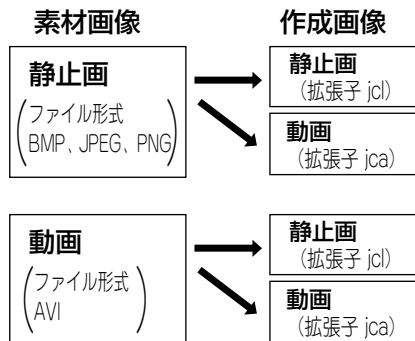 素材画像
作成画像
静止画
(ファイル形式
BMP、JPEG、PNG)
静止画
(拡張子 jcl)
動画
(拡張子 jca)
動画
(ファイル形式
AVI)
静止画
(拡張子 jcl)
動画
(拡張子 jca)